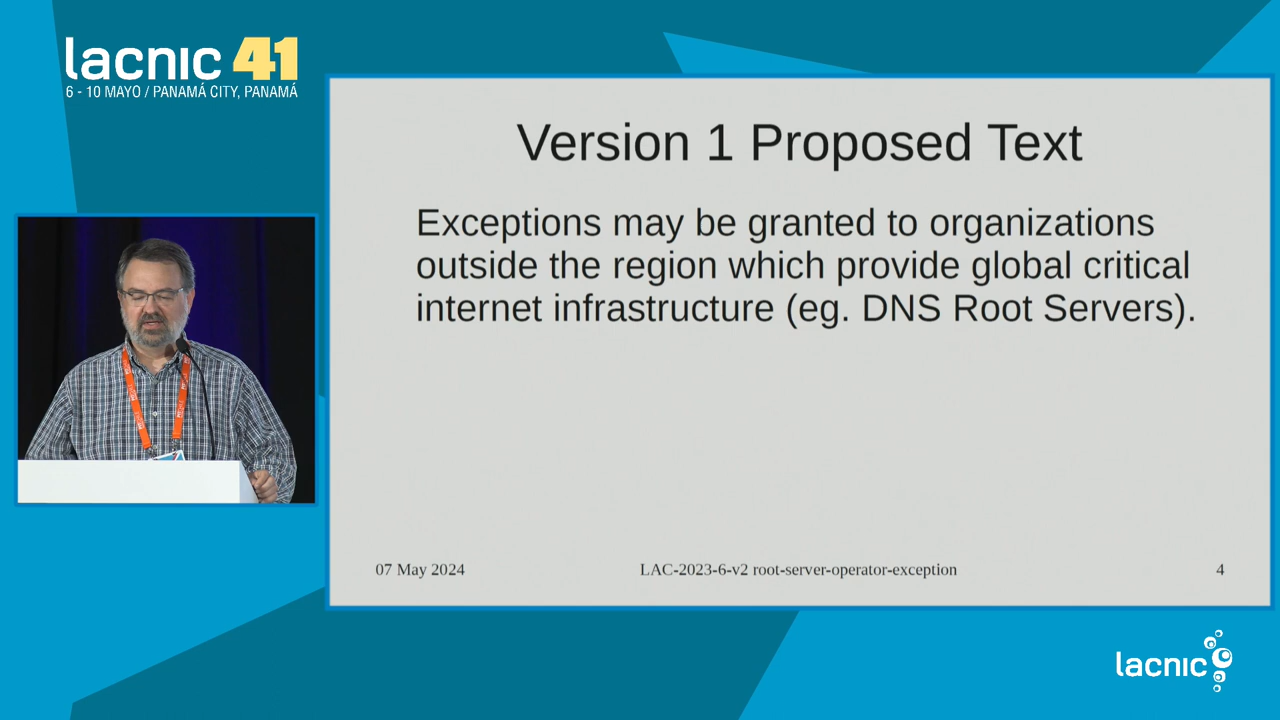 lacnic 41
6 - 10 MAYO / PANAMÁ CITY, PANAMÁ
Version 1 Proposed Text
Exceptions may be granted to organizations
outside the region which provide global critical
internet infrastructure (eg. DNS Root Servers).
07 May 2024 LAC-2023-6-v2 root-server-operator-exception 4
lacnic